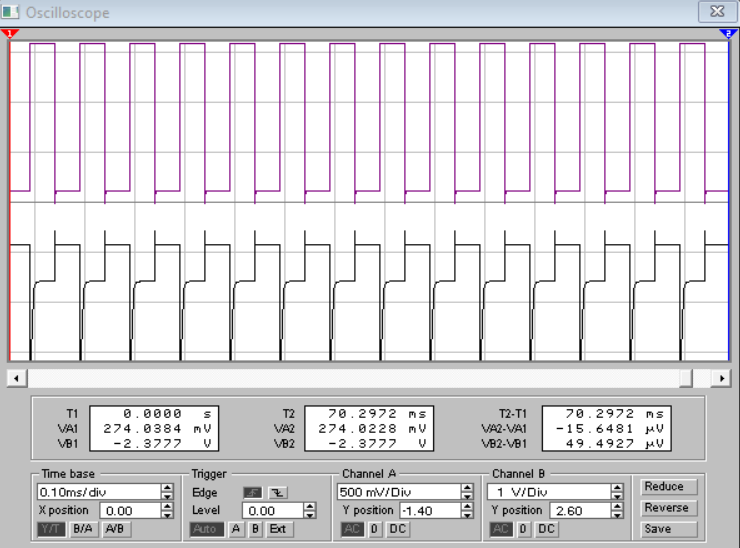 Oscilloscope
1 2
T1 0.0000 s T2 70.2972 ms T2-T1 70.2972 ms
VA1 274.0384 mV VA2 274.0228 mV VA2-VA1 -15.6481 µV
VB1 -2.3777 V VB2 -2.3777 V VB2-VB1 49.4927 µV
Time base Trigger Channel A Channel B
0.10ms/div Edge 500 mV/Div 1 V/Div Reduce
X position 0.00 Level 0.00 Y position -1.40 Y position 2.60 Reverse
Y/T B/A A/B Auto A B Ext AC 0 DC AC 0 DC Save